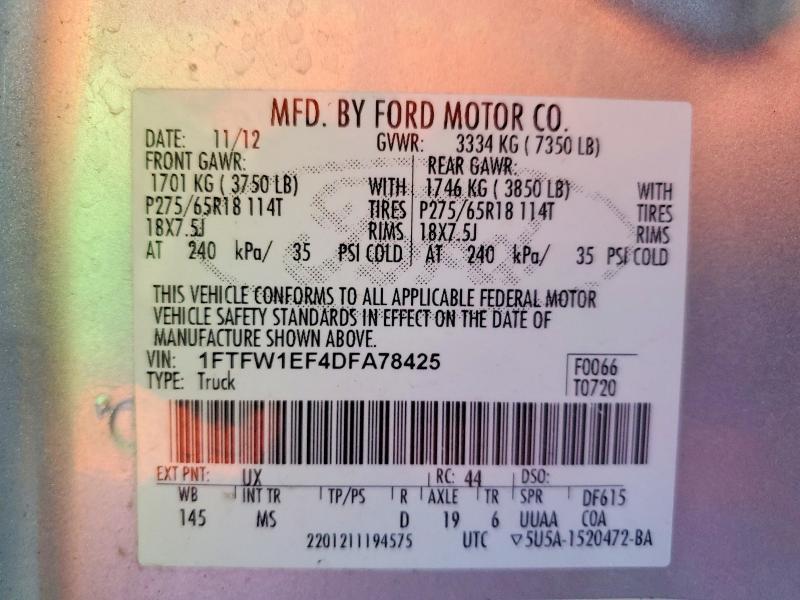 MFD. BY FORD MOTOR CO.
DATE: 11/12 GVWR: 3334 KG ( 7350 LB)
FRONT GAWR: REAR GAWR:
1701 KG ( 3750 LB) WITH 1746 KG ( 3850 LB) WITH
P275/65R18 114T TIRES P275/65R18 114T TIRES
18X7.5J RIMS 18X7.5J RIMS
AT 240 kPa/ 35 PSI COLD AT 240 kPa/ 35 PSI COLD
THIS VEHICLE CONFORMS TO ALL APPLICABLE FEDERAL MOTOR
VEHICLE SAFETY STANDARDS IN EFFECT ON THE DATE OF
MANUFACTURE SHOWN ABOVE.
VIN: 1FTFW1EF4DFA78425 F0066
TYPE: Truck T0720
EXT PNT: UX RC: 44 DSO:
WB INT TR TP/PS R AXLE TR SPR DF615
145 MS D 19 6 UUAA COA
2201211194575 UTC ▽5U5A-1520472-BA